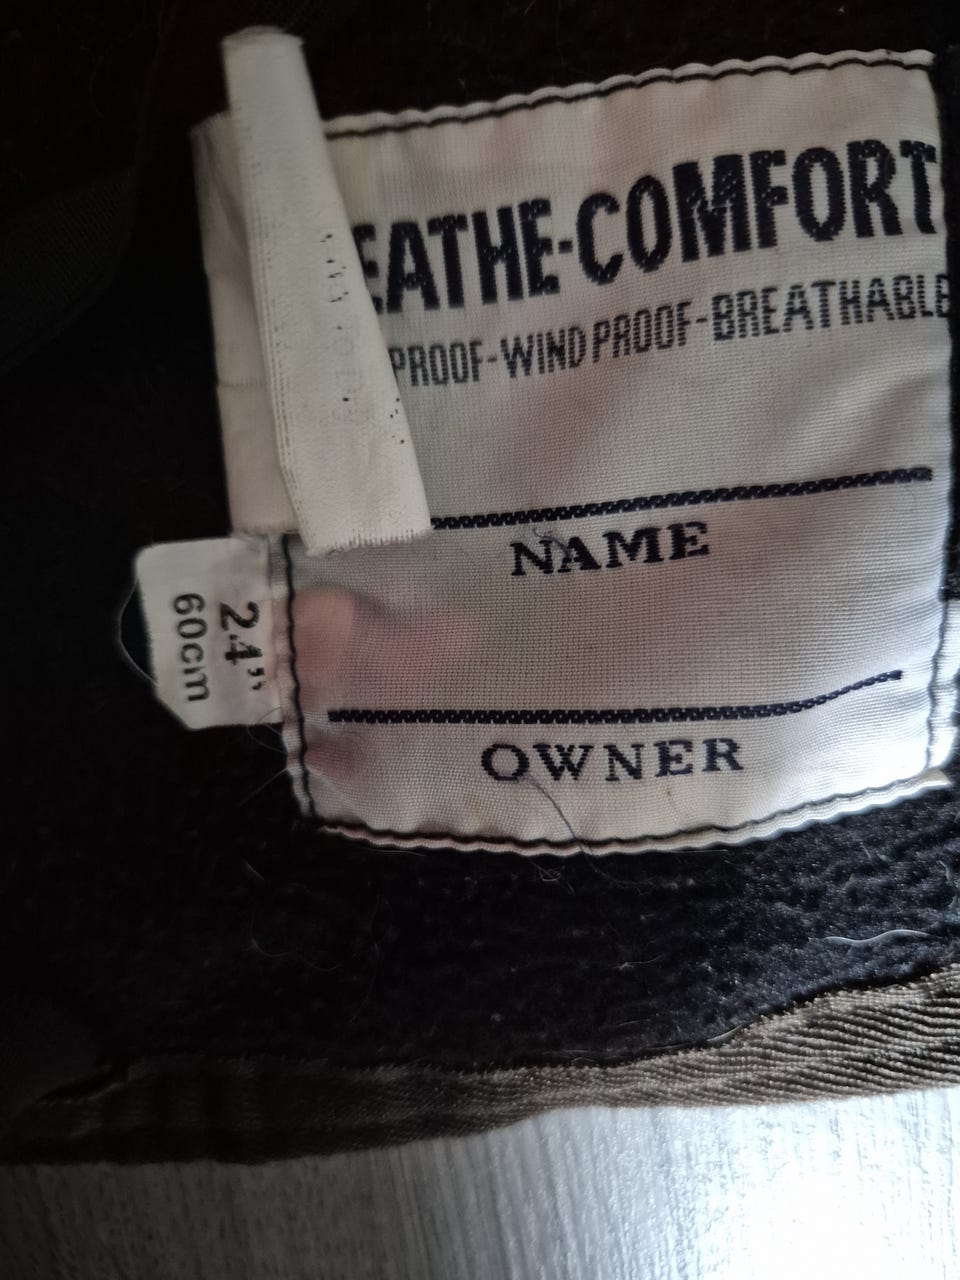 EATHE-COMFORT
PROOF-WIND PROOF-BREATHABLE
NAME
OWNER
24"
60cm